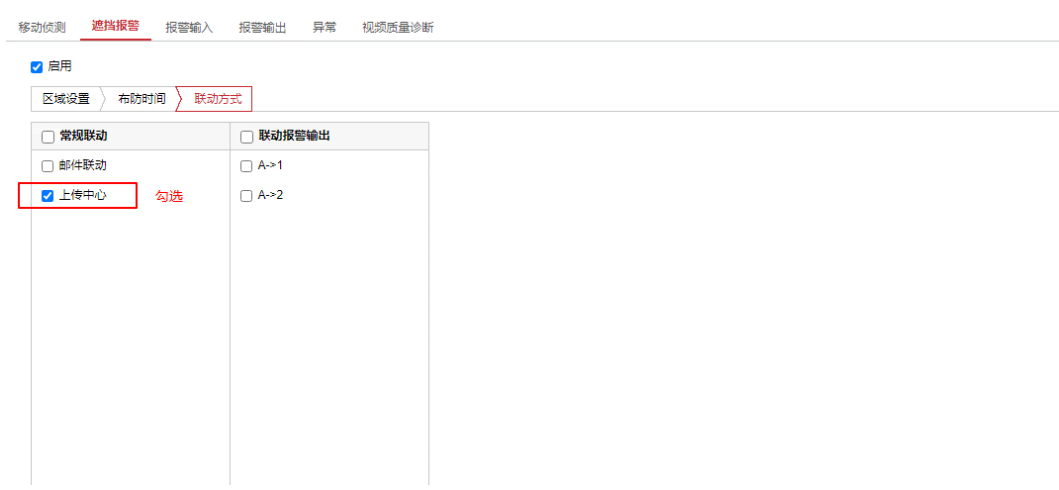 移动侦测 遮挡报警 报警输入 报警输出 异常 视频质量诊断
启用
区域设置 布防时间 联动方式
常规联动 联动报警输出
邮件联动 A->1
上传中心 勾选 A->2